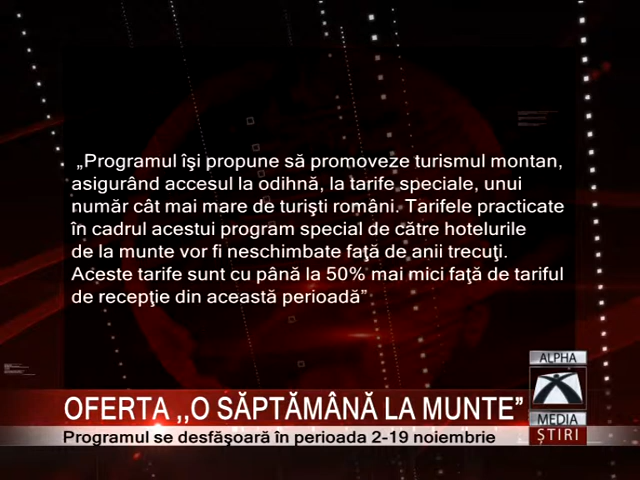 „Programul îşi propune să promoveze turismul montan,
asigurând accesul la odihnă, la tarife speciale, unui
număr cât mai mare de turişti români. Tarifele practicate
în cadrul acestui program special de către hotelurile
de la munte vor fi neschimbate faţă de anii trecuţi.
Aceste tarife sunt cu până la 50% mai mici faţă de tariful
de recepţie din această perioadă”
ALPHA
MEDIA
ŞTIRI
OFERTA ,,O SĂPTĂMÂNĂ LA MUNTE”
Programul se desfăşoară în perioada 2-19 noiembrie